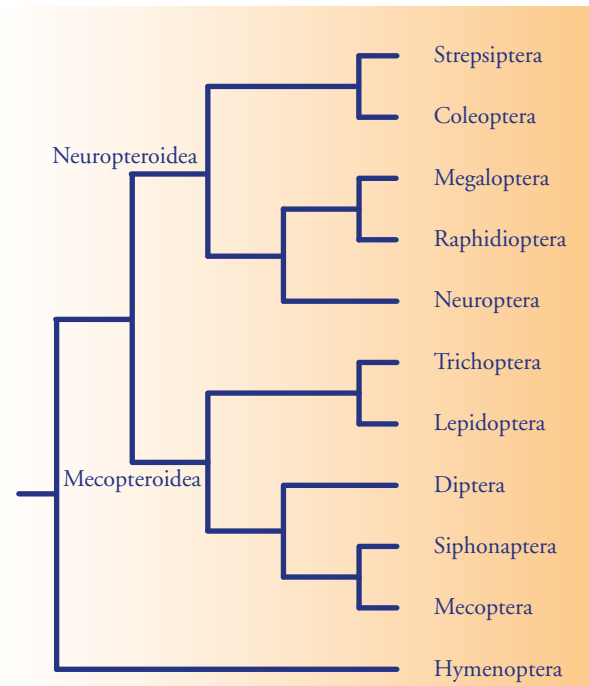 Strepsiptera
Coleoptera
Neuropteroidea
Megaloptera
Raphidioptera
Neuroptera
Trichoptera
Lepidoptera
Mecopteroidea
Diptera
Siphonaptera
Mecoptera
Hymenoptera